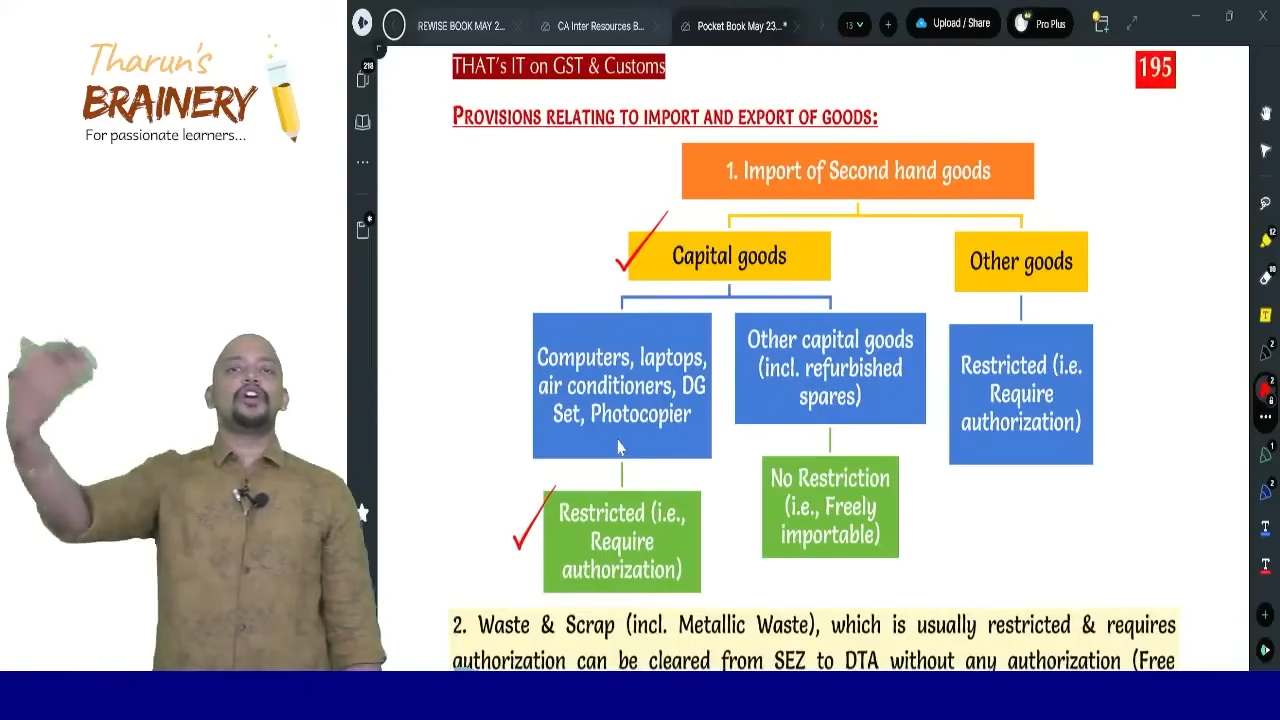 Tharun's
BRAINERY
For passionate learners...
REWISE BOOK MAY 2...
CA Inter Resources B...
Pocket Book May 23...*
13
Upload / Share
Pro Plus
218
THAT's IT on GST & Customs
195
PROVISIONS RELATING TO IMPORT AND EXPORT OF GOODS:
1. Import of Second hand goods
Capital goods
Other goods
Computers, laptops,
air conditioners, DG
Set, Photocopier
Other capital goods
(incl. refurbished
spares)
Restricted (i.e.
Require
authorization)
Restricted (i.e.,
Require
authorization)
No Restriction
(i.e., Freely
importable)
2. Waste & Scrap (incl. Metallic Waste), which is usually restricted & requires
authorization can be cleared from SEZ to DTA without any authorization (Free